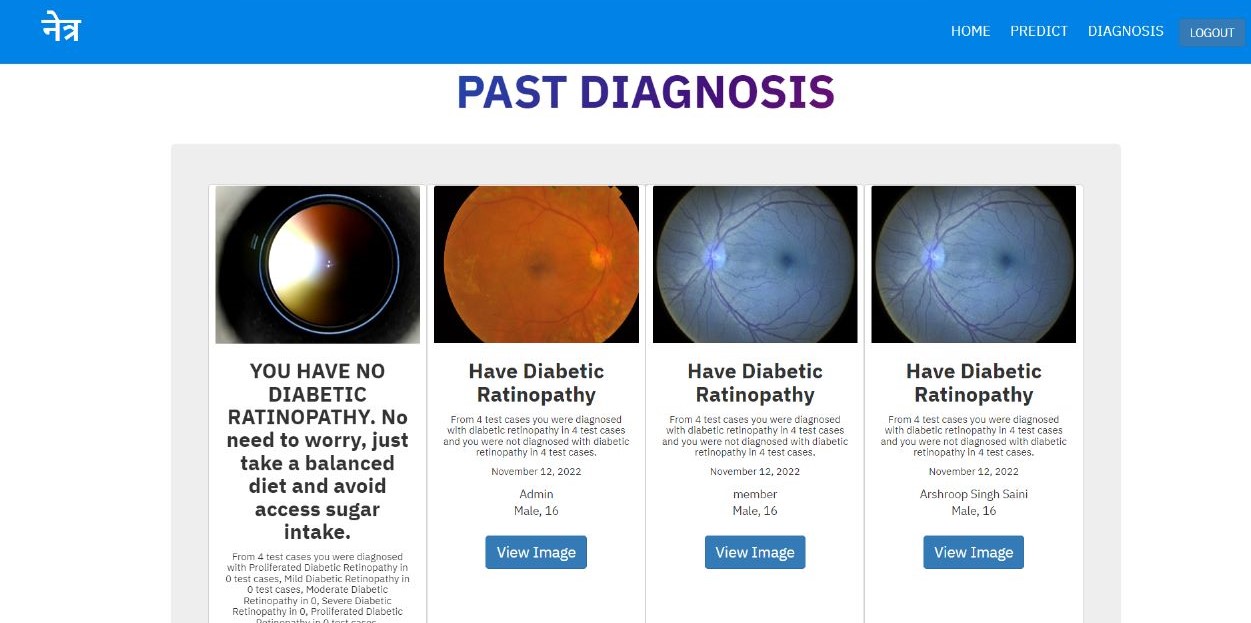 नेत्र
HOME PREDICT DIAGNOSIS LOGOUT
PAST DIAGNOSIS
YOU HAVE NO
DIABETIC
RATINOPATHY. No
need to worry, just
take a balanced
diet and avoid
access sugar
intake.
From 4 test cases you were diagnosed
with Proliferated Diabetic Retinopathy in
0 test cases, Mild Diabetic Retinopathy in
0 test cases, Moderate Diabetic
Retinopathy in 0, Severe Diabetic
Retinopathy in 0, Proliferated Diabetic
Retinopathy in 0 test cases
Have Diabetic
Ratinopathy
From 4 test cases you were diagnosed
with diabetic retinopathy in 4 test cases
and you were not diagnosed with diabetic
retinopathy in 4 test cases.
November 12, 2022
Admin
Male, 16
View Image
Have Diabetic
Ratinopathy
From 4 test cases you were diagnosed
with diabetic retinopathy in 4 test cases
and you were not diagnosed with diabetic
retinopathy in 4 test cases.
November 12, 2022
member
Male, 16
View Image
Have Diabetic
Ratinopathy
From 4 test cases you were diagnosed
with diabetic retinopathy in 4 test cases
and you were not diagnosed with diabetic
retinopathy in 4 test cases.
November 12, 2022
Arshroop Singh Saini
Male, 16
View Image